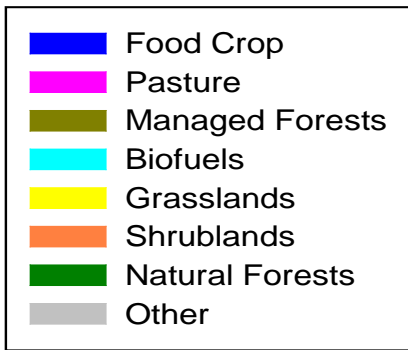 Food Crop
Pasture
Managed Forests
Biofuels
Grasslands
Shrublands
Natural Forests
Other